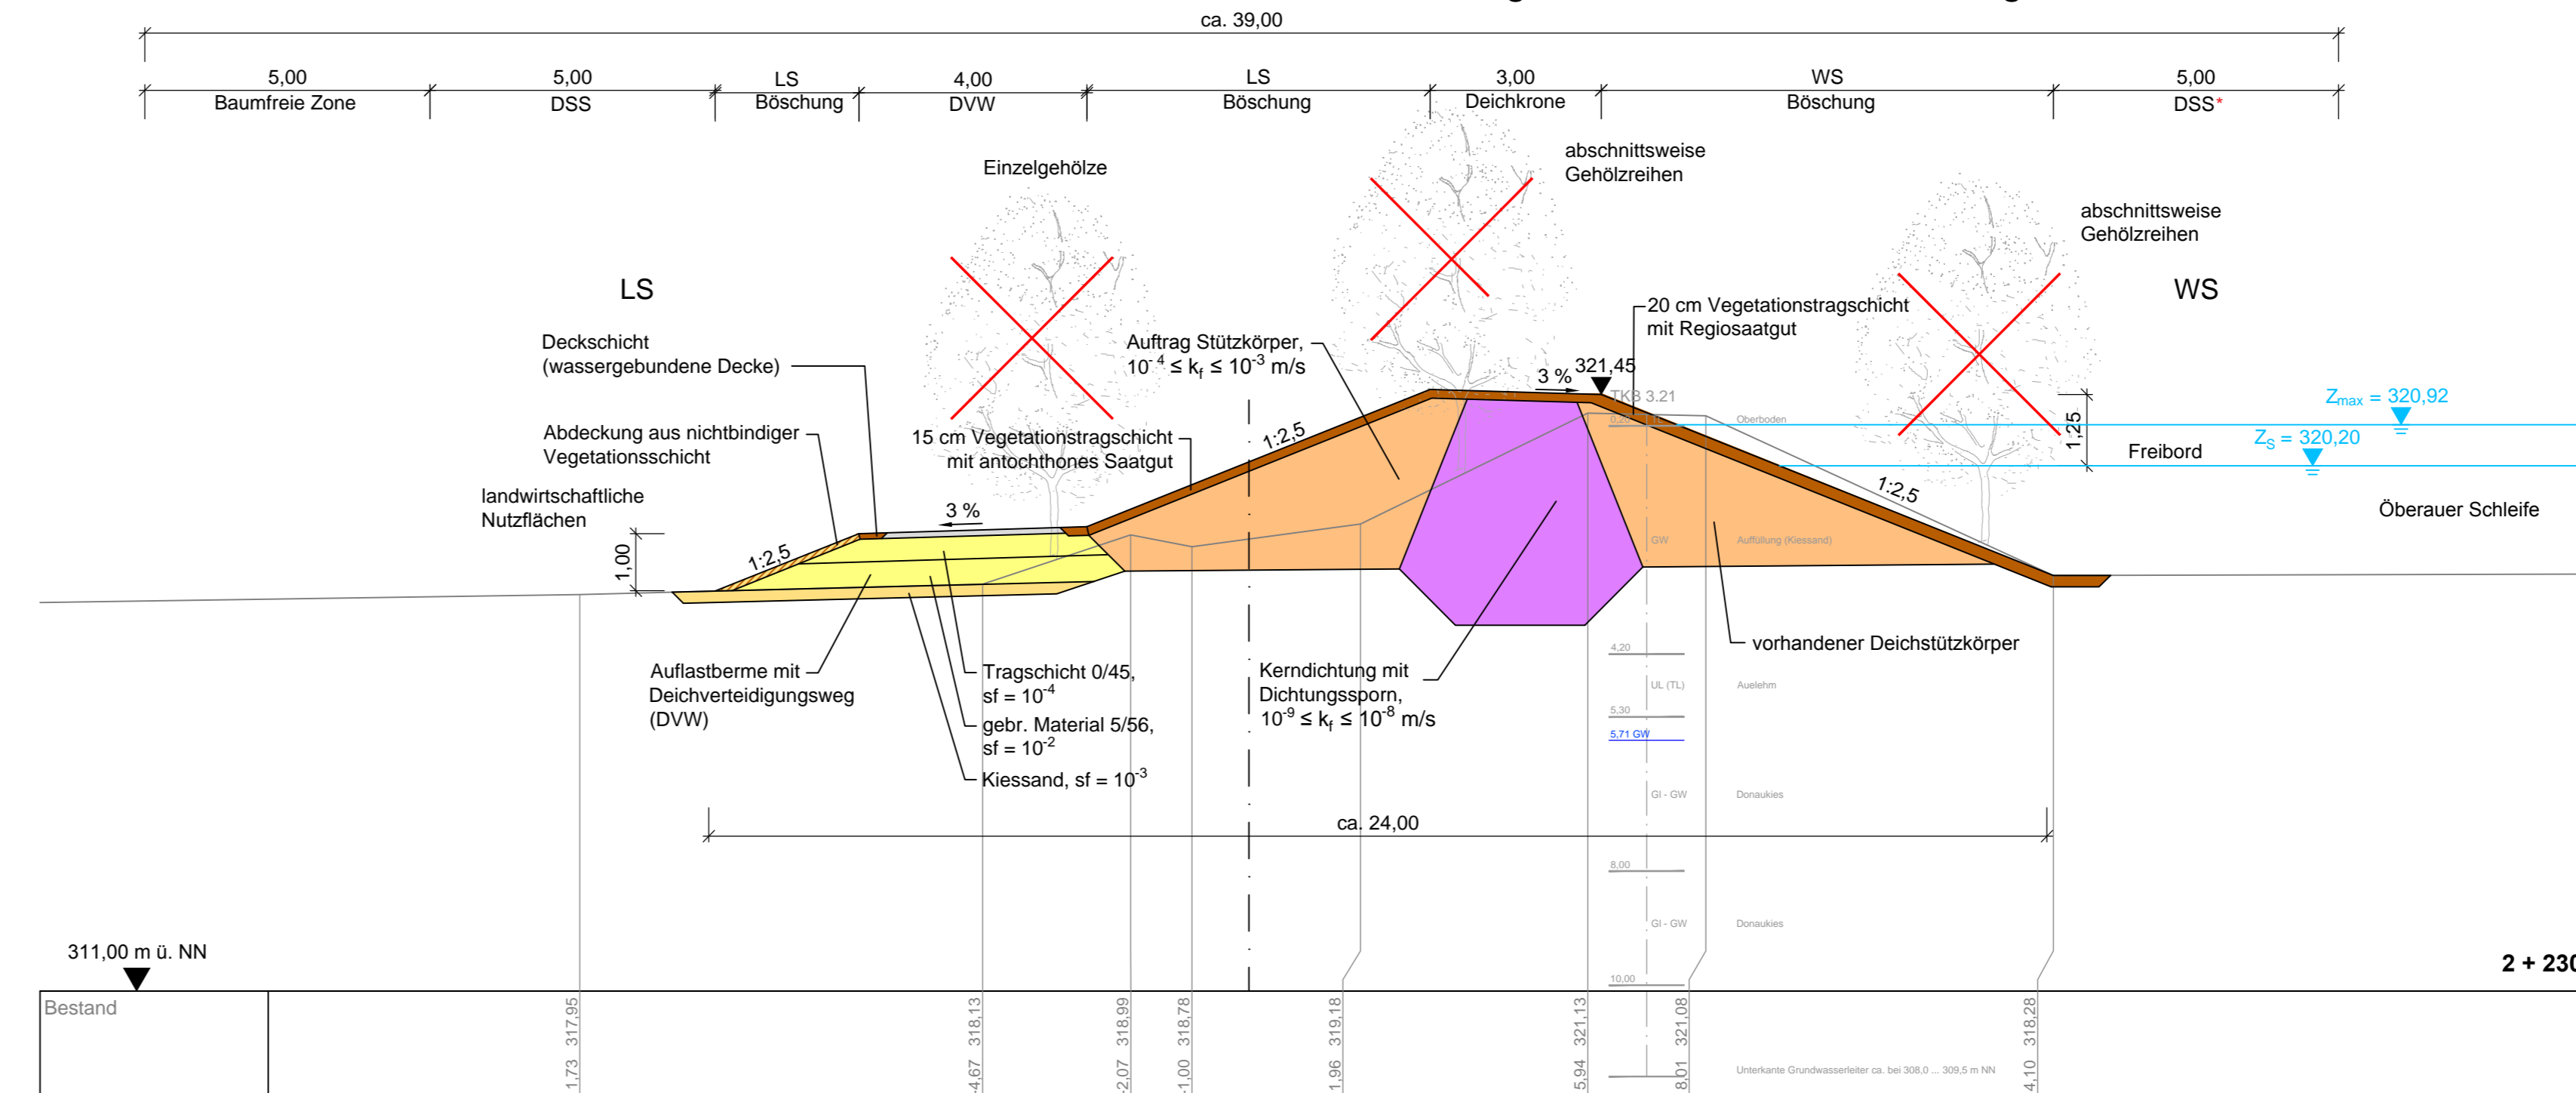 ca. 39,00
5,00
5,00
LS
4,00
LS
3,00
WS
5,00
Baumfreie Zone
DSS
Böschung
DVW
Böschung
Deichkrone
Böschung
DSS*
Einzelgehölze
abschnittsweise
Gehölzreihen
abschnittsweise
Gehölzreihen
LS
WS
Deckschicht
(wassergebundene Decke)
Auftrag Stützkörper,
10⁻⁴ ≤ kf ≤ 10⁻³ m/s
20 cm Vegetationstragschicht
mit Regiosaatgut
3 %
321,45
TKB 3.21
0,20
Oberboden
Zmax = 320,92
ZS = 320,20
1,25
Freibord
Abdeckung aus nichtbindiger
Vegetationsschicht
15 cm Vegetationstragschicht
mit antochthones Saatgut
1:2,5
1:2,5
landwirtschaftliche
Nutzflächen
3 %
Öberauer Schleife
1,00
1:2,5
GW
Auffüllung (Kiessand)
Auflastberme mit
Deichverteidigungsweg
(DVW)
Tragschicht 0/45,
sf = 10⁻⁴
gebr. Material 5/56,
sf = 10⁻²
Kiessand, sf = 10⁻³
Kerndichtung mit
Dichtungssporn,
10⁻⁹ ≤ kf ≤ 10⁻⁸ m/s
vorhandener Deichstützkörper
4,20
UL (TL)
Auelehm
5,30
5,71 GW
GI - GW
Donaukies
ca. 24,00
8,00
GI - GW
Donaukies
10,00
311,00 m ü. NN
2 + 230
Bestand
317,95
318,13
318,99
318,78
319,18
321,13
321,08
318,28
1,73
-4,67
-2,07
-1,00
1,96
5,94
8,01
4,10
Unterkante Grundwasserleiter ca. bei 308,0 ... 309,5 m NN